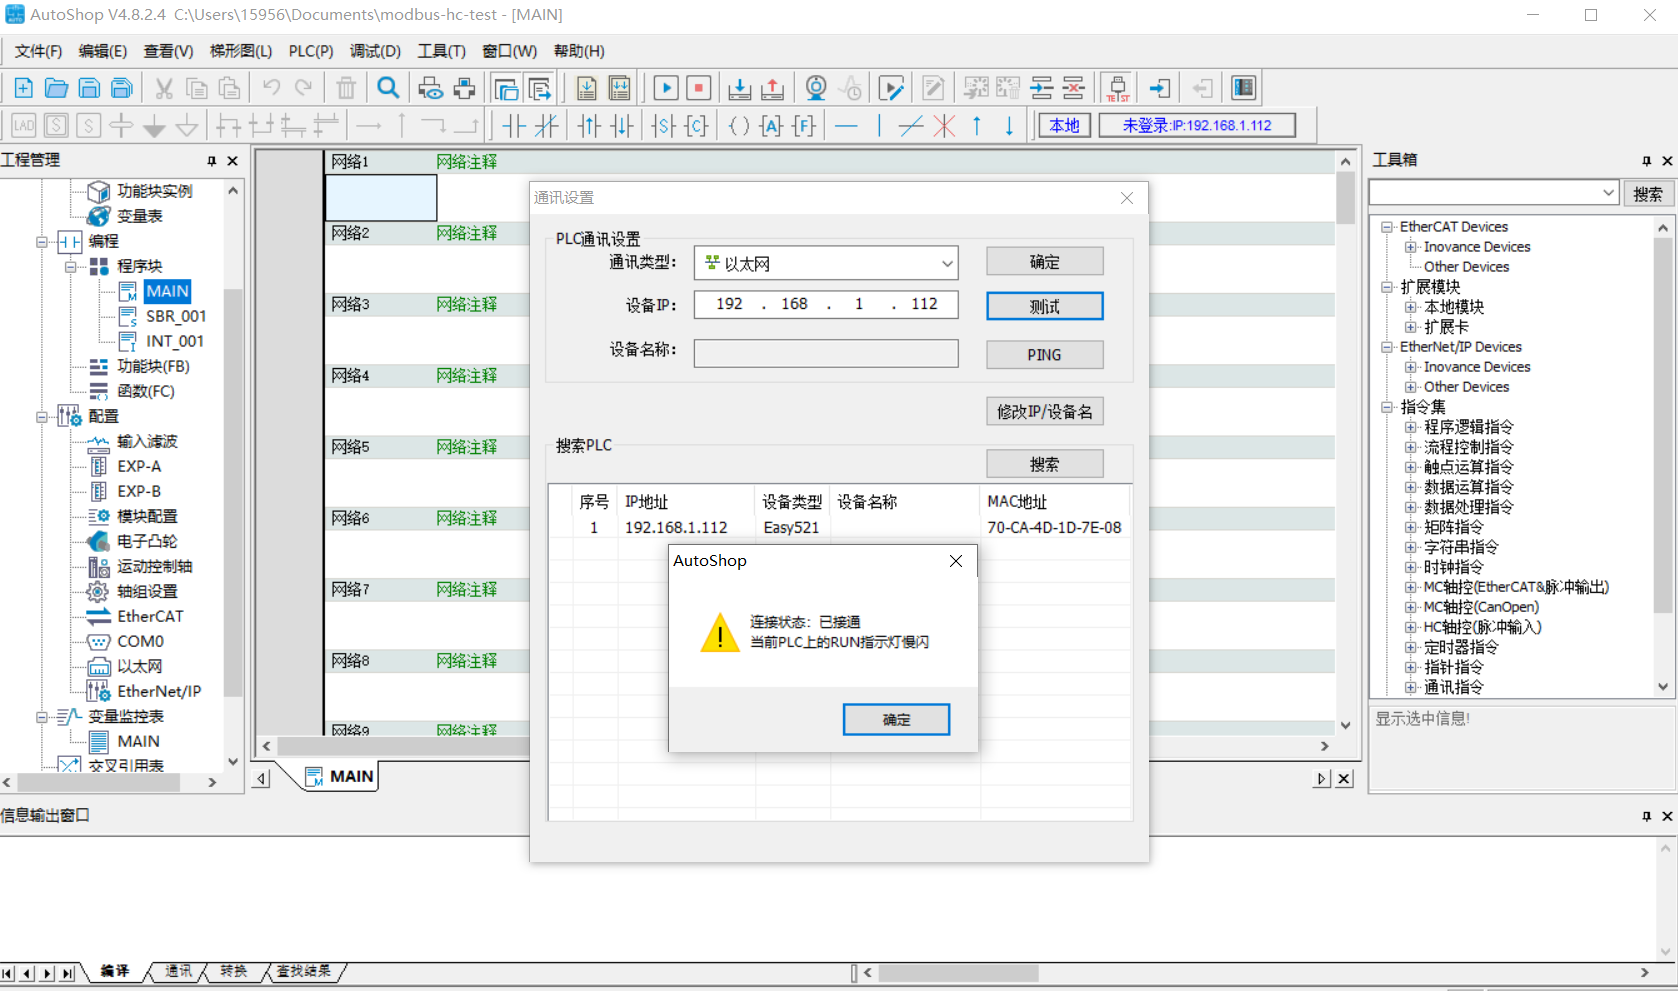 AutoShop V4.8.2.4  C:\Users\15956\Documents\modbus-hc-test - [MAIN]
文件(F) 编辑(E) 查看(V) 梯形图(L) PLC(P) 调试(D) 工具(T) 窗口(W) 帮助(H)
TEST
LAD
本地
未登录:IP:192.168.1.112
工程管理
功能块实例
变量表
编程
程序块
MAIN
SBR_001
INT_001
功能块(FB)
函数(FC)
配置
输入滤波
EXP-A
EXP-B
模块配置
电子凸轮
运动控制轴
轴组设置
EtherCAT
COM0
以太网
EtherNet/IP
变量监控表
MAIN
交叉引用表
网络1 网络注释
网络2 网络注释
网络3 网络注释
网络4 网络注释
网络5 网络注释
网络6 网络注释
网络7 网络注释
网络8 网络注释
网络9 网络注释
MAIN
通讯设置
PLC通讯设置
通讯类型: 以太网
确定
设备IP: 192 . 168 . 1 . 112
测试
设备名称:
PING
修改IP/设备名
搜索PLC
搜索
序号 IP地址 设备类型 设备名称 MAC地址
1 192.168.1.112 Easy521 70-CA-4D-1D-7E-08
AutoShop
连接状态: 已接通
当前PLC上的RUN指示灯慢闪
确定
工具箱
搜索
EtherCAT Devices
Inovance Devices
Other Devices
扩展模块
本地模块
扩展卡
EtherNet/IP Devices
Inovance Devices
Other Devices
指令集
程序逻辑指令
流程控制指令
触点运算指令
数据运算指令
数据处理指令
矩阵指令
字符串指令
时钟指令
MC轴控(EtherCAT&脉冲输出)
MC轴控(CanOpen)
HC轴控(脉冲输入)
定时器指令
指针指令
通讯指令
显示选中信息!
信息输出窗口
编译 通讯 转换 查找结果